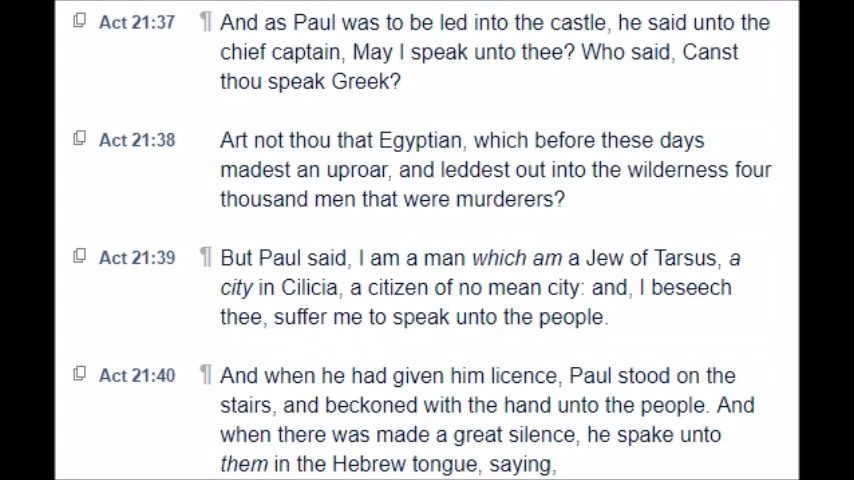 Act 21:37 ¶ And as Paul was to be led into the castle, he said unto the
chief captain, May I speak unto thee? Who said, Canst
thou speak Greek?
Act 21:38 Art not thou that Egyptian, which before these days
madest an uproar, and leddest out into the wilderness four
thousand men that were murderers?
Act 21:39 ¶ But Paul said, I am a man which am a Jew of Tarsus, a
city in Cilicia, a citizen of no mean city: and, I beseech
thee, suffer me to speak unto the people.
Act 21:40 ¶ And when he had given him licence, Paul stood on the
stairs, and beckoned with the hand unto the people. And
when there was made a great silence, he spake unto
them in the Hebrew tongue, saying,